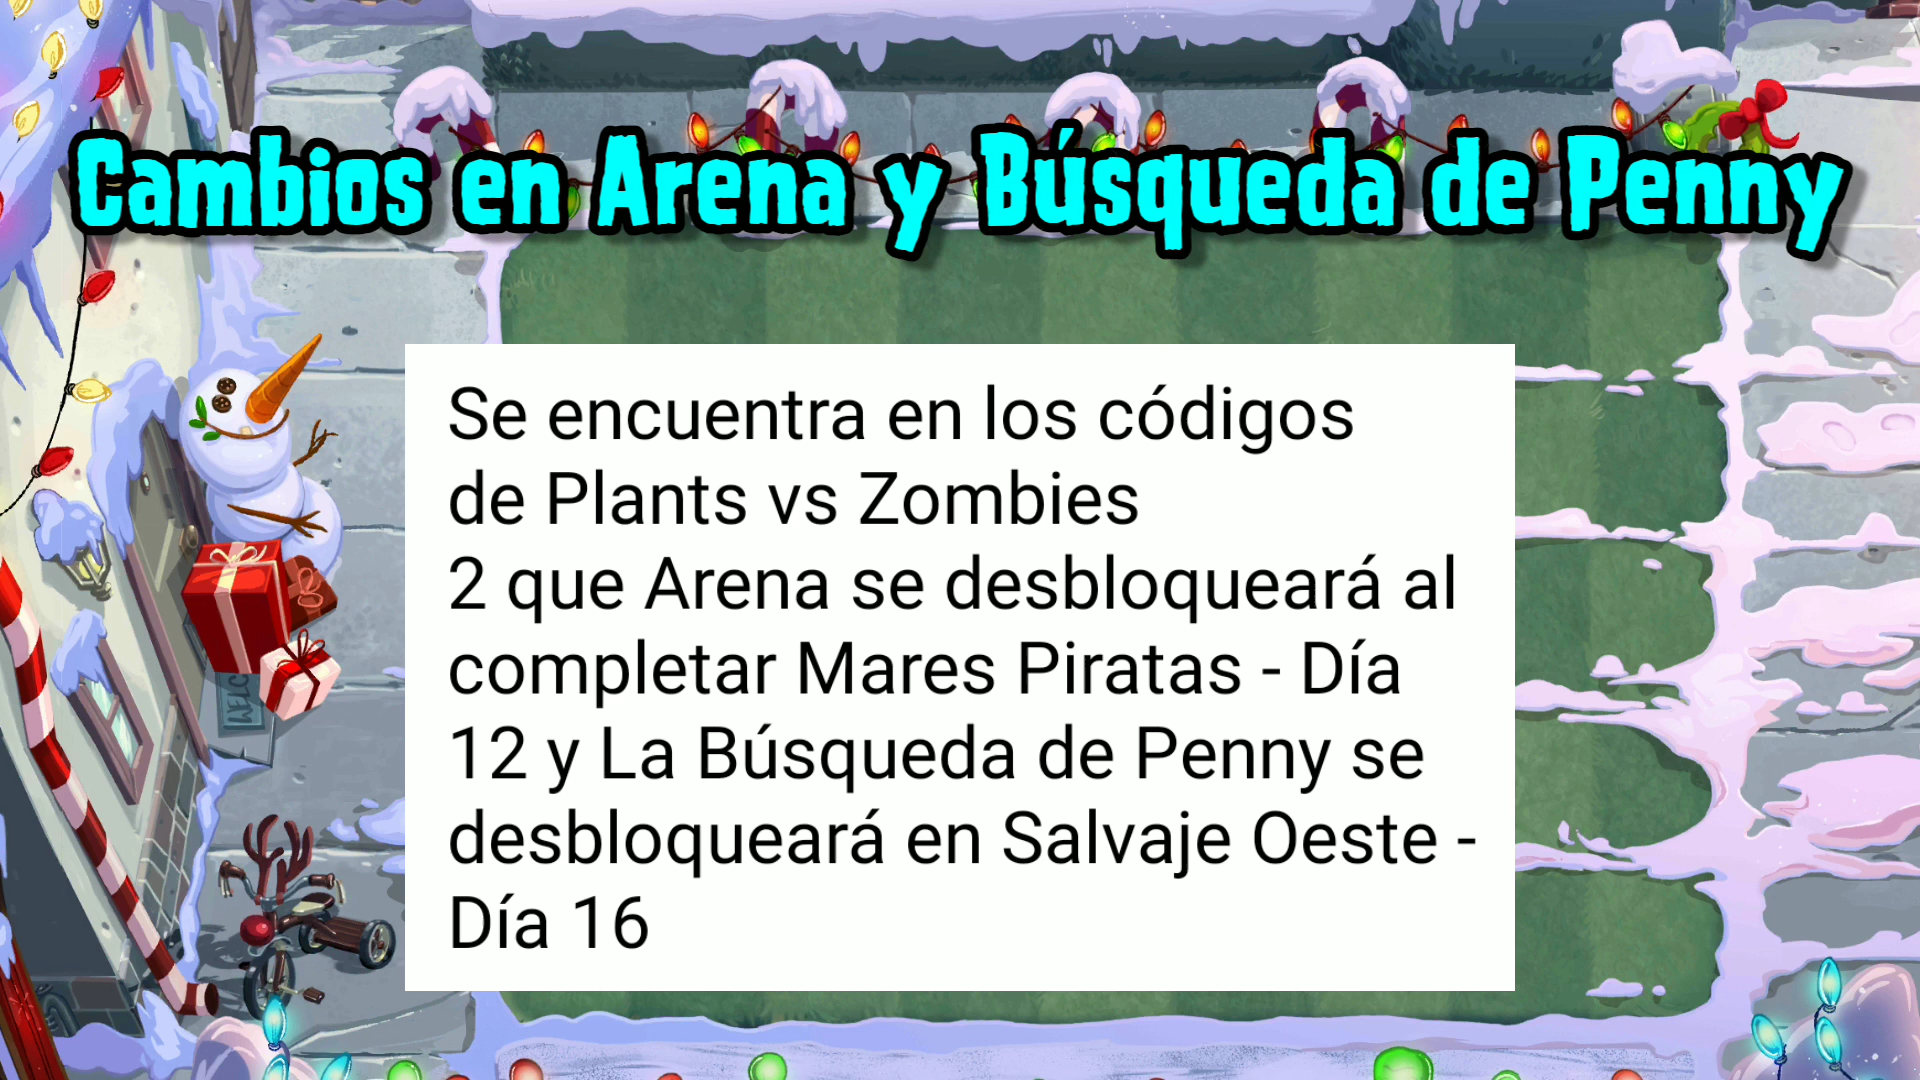 Cambios en Arena y Búsqueda de Penny
Se encuentra en los códigos
de Plants vs Zombies
2 que Arena se desbloqueará al
completar Mares Piratas - Día
12 y La Búsqueda de Penny se
desbloqueará en Salvaje Oeste -
Día 16
WELC